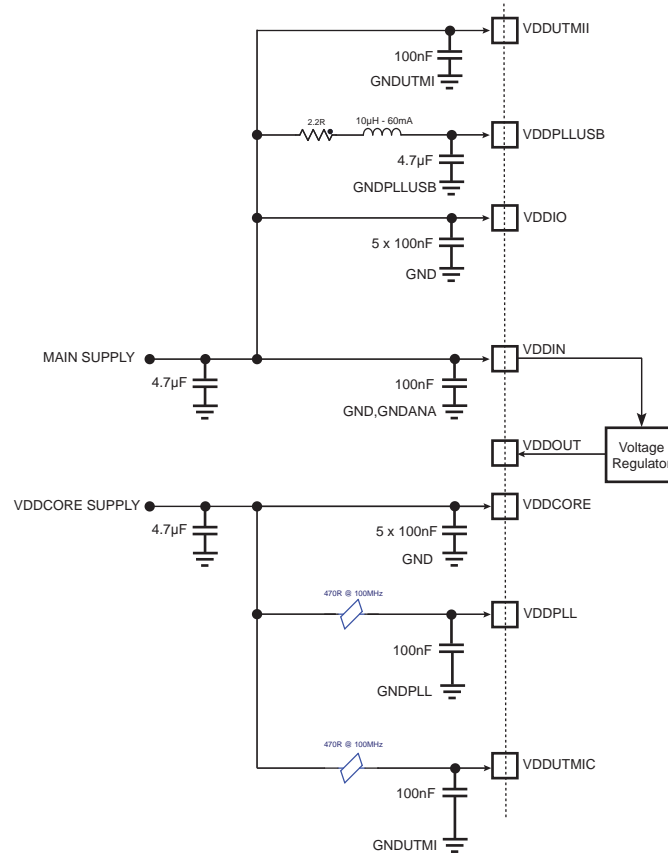 VDDUTMII
100nF
GNDUTMI
2.2R
10µH - 60mA
VDDPLLUSB
4.7µF
GNDPLLUSB
VDDIO
5 x 100nF
GND
MAIN SUPPLY
VDDIN
4.7µF
100nF
GND,GNDANA
VDDOUT
Voltage
Regulator
VDDCORE SUPPLY
VDDCORE
4.7µF
5 x 100nF
GND
470R @ 100MHz
VDDPLL
100nF
GNDPLL
470R @ 100MHz
VDDUTMIC
100nF
GNDUTMI